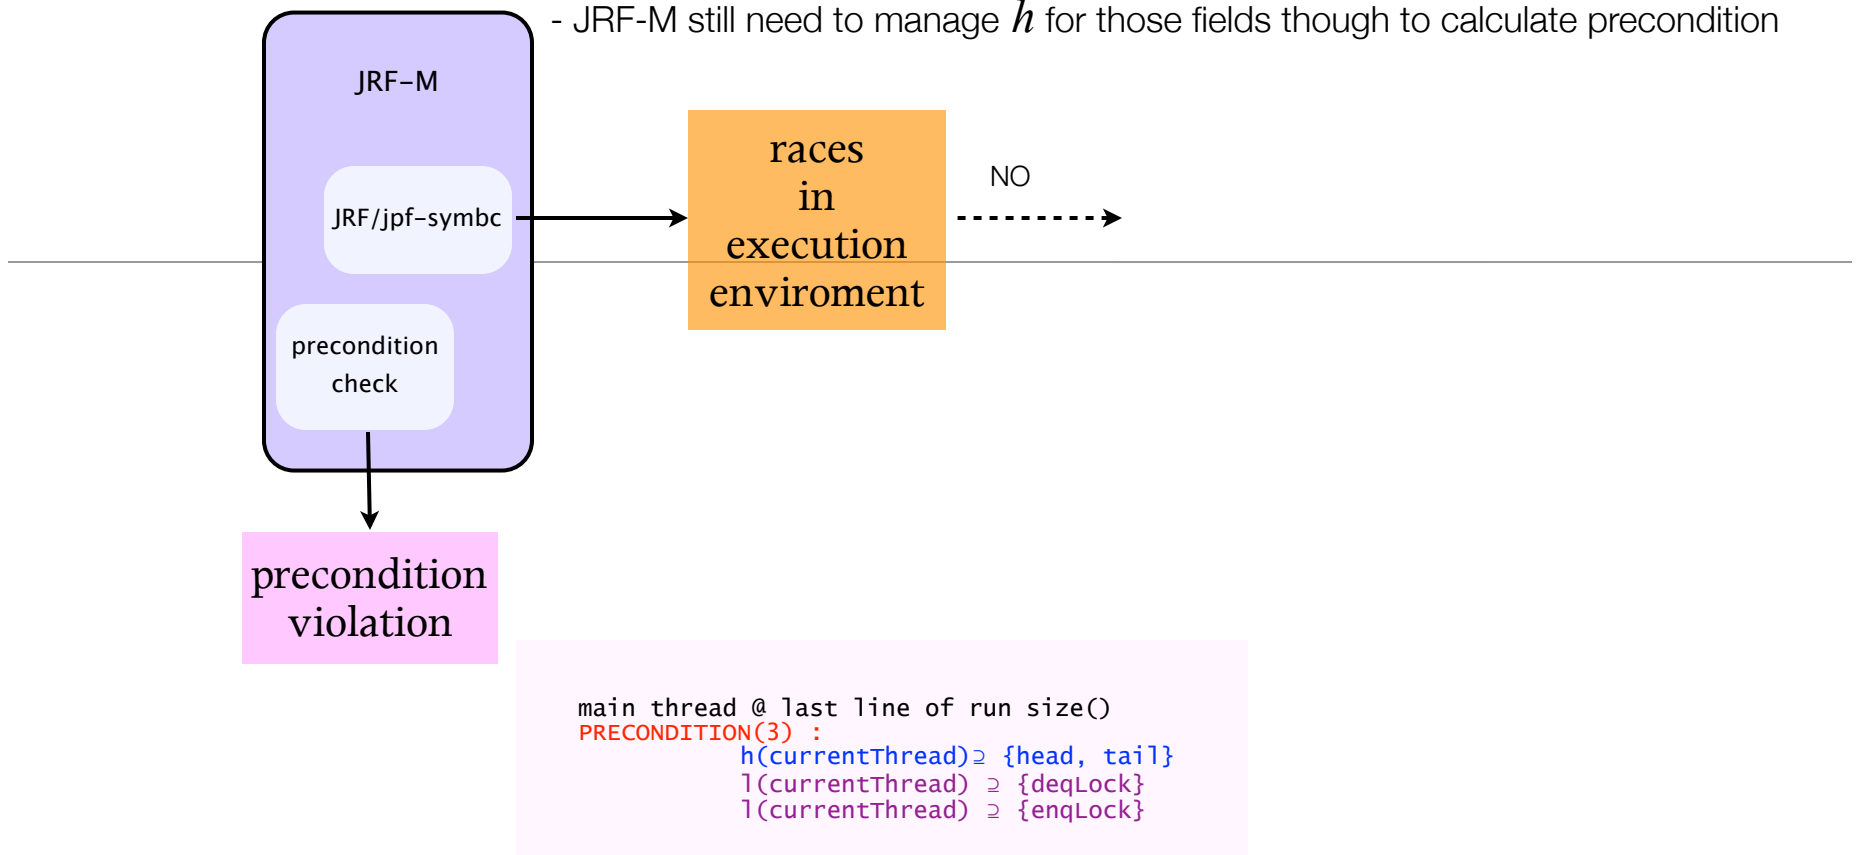 - JRF-M still need to manage h for those fields though to calculate precondition
JRF-M
JRF/jpf-symbc
precondition
check
races
in
execution
enviroment
NO
precondition
violation
main thread @ last line of run size()
PRECONDITION(3) :
h(currentThread)⊇ {head, tail}
l(currentThread) ⊇ {deqLock}
l(currentThread) ⊇ {enqLock}